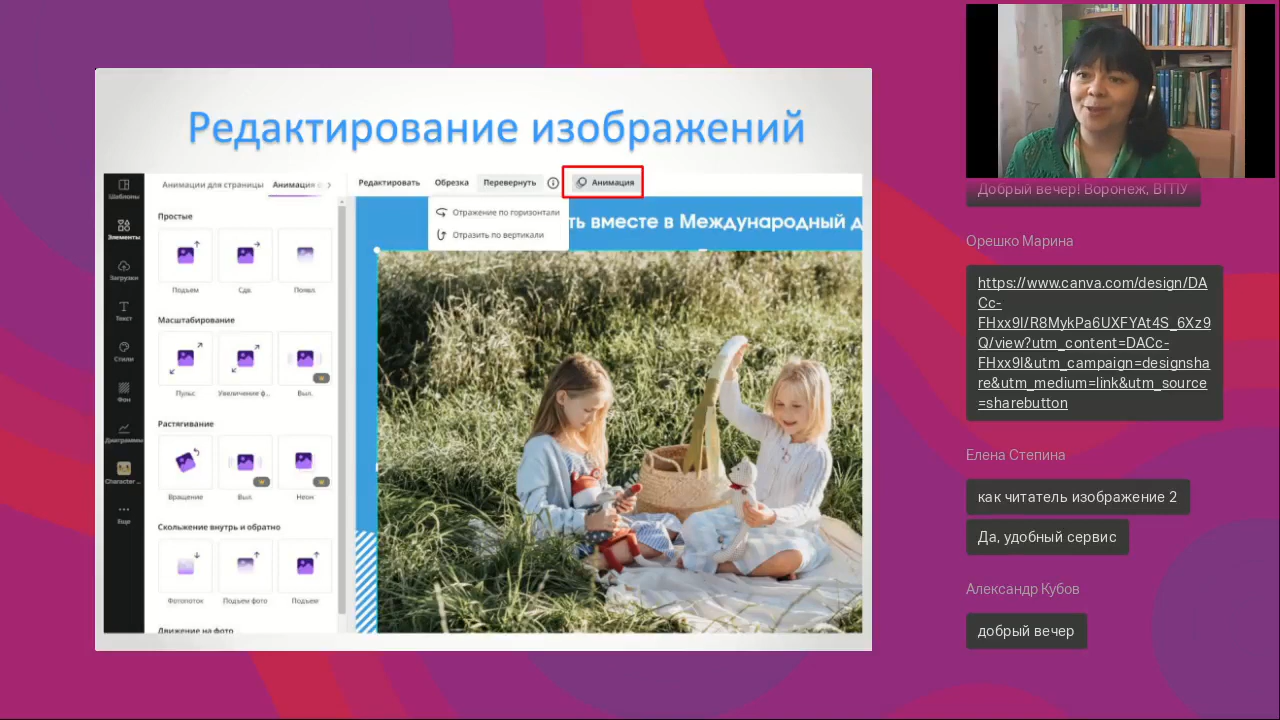 Редактирование изображений
Шаблоны
Элементы
Загрузки
Текст
Стили
Фон
Диаграммы
Character ...
Еще
Анимации для страницы Анимация
Простые
Подъем Сдв. Появл.
Масштабирование
Пульс Увеличение ф... Выл.
Растягивание
Вращение Выл. Неон
Скольжение внутрь и обратно
Фотопоток Подъем фото Подъем
Движение на фото
Редактировать Обрезка Перевернуть Анимация
Отражение по горизонтали
Отразить по вертикали
ть вместе в Международный д
Добрый вечер! Воронеж, ВГПУ
Орешко Марина
https://www.canva.com/design/DA
Cc-
FHxx9I/R8MykPa6UXFYAt4S_6Xz9
Q/view?utm_content=DACc-
FHxx9I&utm_campaign=designsha
re&utm_medium=link&utm_source
=sharebutton
Елена Степина
как читатель изображение 2
Да, удобный сервис
Александр Кубов
добрый вечер